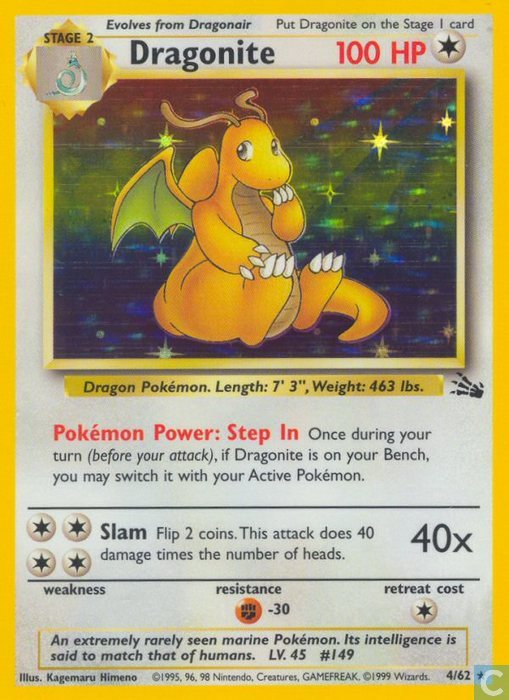 Evolves from Dragonair Put Dragonite on the Stage 1 card
STAGE 2
Dragonite 100 HP
Dragon Pokémon. Length: 7' 3", Weight: 463 lbs.
Pokémon Power: Step In Once during your
turn (before your attack), if Dragonite is on your Bench,
you may switch it with your Active Pokémon.
Slam Flip 2 coins. This attack does 40
damage times the number of heads.
40x
weakness resistance retreat cost
-30
An extremely rarely seen marine Pokémon. Its intelligence is
said to match that of humans. LV. 45 #149
Illus. Kagemaru Himeno ©1995, 96, 98 Nintendo, Creatures, GAMEFREAK. ©1999 Wizards. 4/62
C